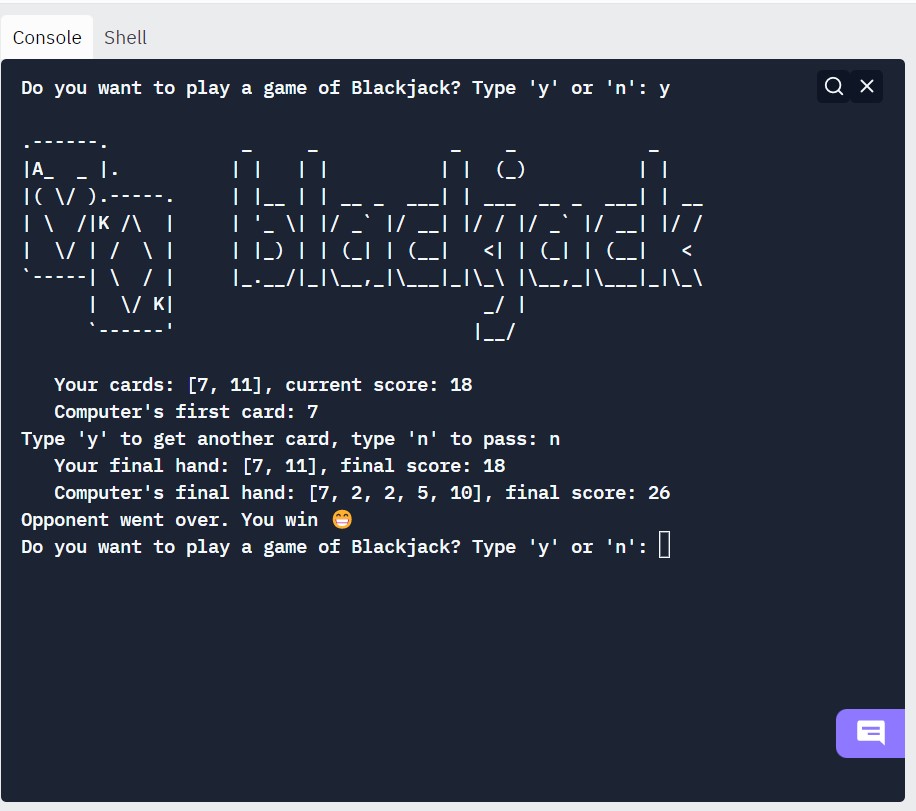 Console Shell
Do you want to play a game of Blackjack? Type 'y' or 'n': y
.------.            _     _            _    _            _
|A_  _ |.          | |   | |          | |  (_)          | |
|( \/ ).-----.     | |__ | | __ _  ___| | ___  __ _  ___| | __
| \  /|K /\  |     | '_ \| |/ _` |/ __| |/ / |/ _` |/ __| |/ /
|  \/ | /  \ |     | |_) | | (_| | (__|   <| | (_| | (__|   <
`-----| \  / |     |_.__/|_|\__,_|\___|_|\_\ |\__,_|\___|_|\_\
      |  \/ K|                            _/ |
      `------'                           |__/
   Your cards: [7, 11], current score: 18
   Computer's first card: 7
Type 'y' to get another card, type 'n' to pass: n
   Your final hand: [7, 11], final score: 18
   Computer's final hand: [7, 2, 2, 5, 10], final score: 26
Opponent went over. You win 😁
Do you want to play a game of Blackjack? Type 'y' or 'n':